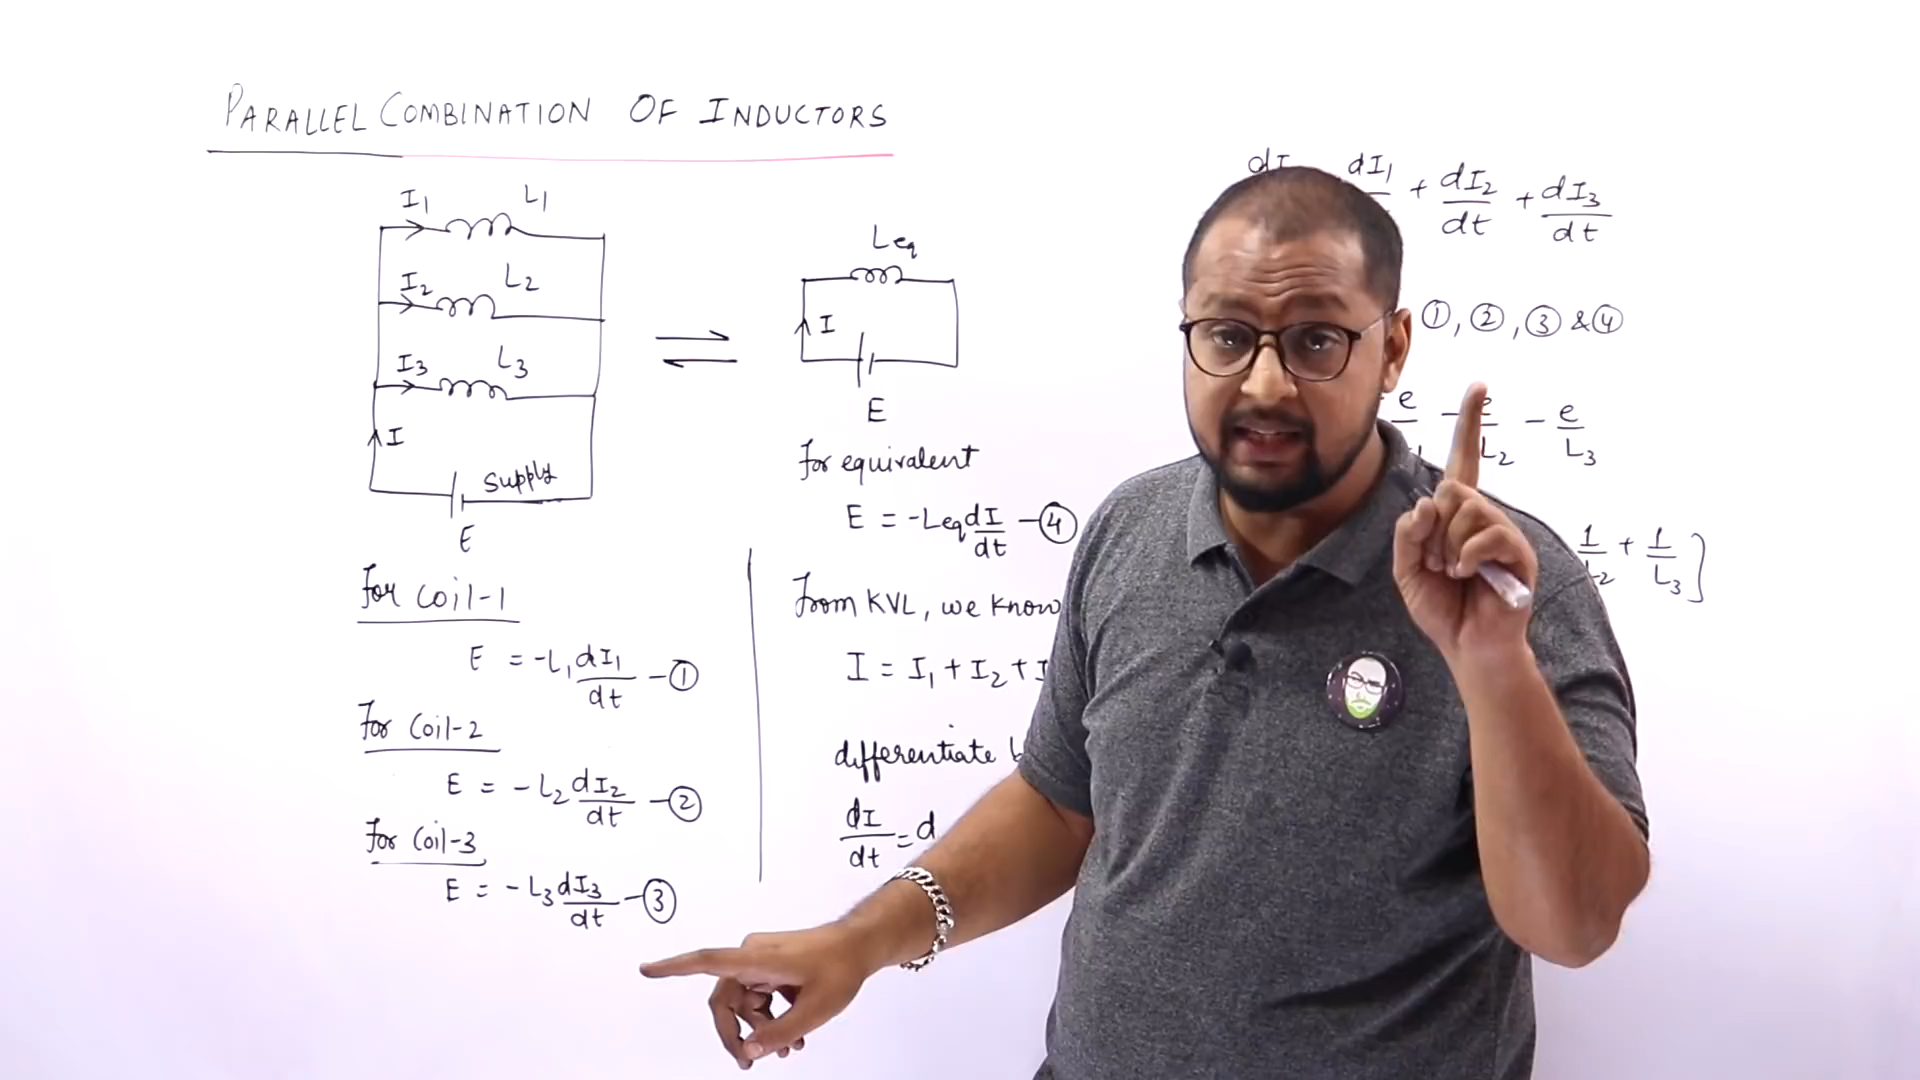 PARALLEL COMBINATION OF INDUCTORS
I₁ L₁
I₂ L₂
I₃ L₃
I
Supply
E
For Coil-1
E = -L₁ dI₁/dt - ①
For Coil-2
E = - L₂ dI₂/dt - ②
For Coil-3
E = - L₃ dI₃/dt - ③
Leq
I
E
For equivalent
E = -Leq dI/dt - ④
From KVL, we know
I = I₁ + I₂ + I
differentiate
dI/dt = d
dI dI₁ + dI₂/dt + dI₃/dt
①, ②, ③ & ④
e - e/L₂ - e/L₃
1 + 1/L₃ ]